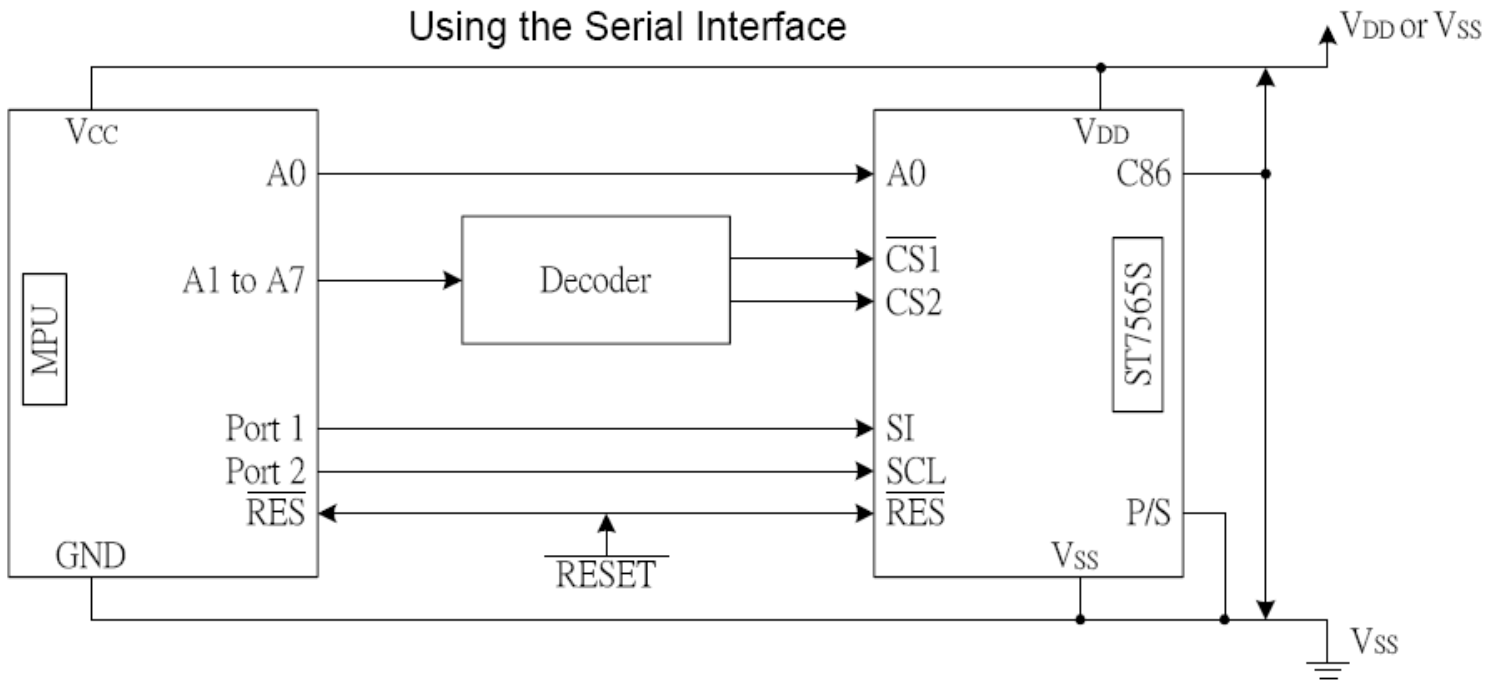 Using the Serial Interface
VDD or VSS
VCC
VDD
A0
A0
C86
CS1
A1 to A7
Decoder
CS2
MPU
ST7565S
Port 1
SI
Port 2
SCL
RES
RES
P/S
GND
RESET
VSS
VSS